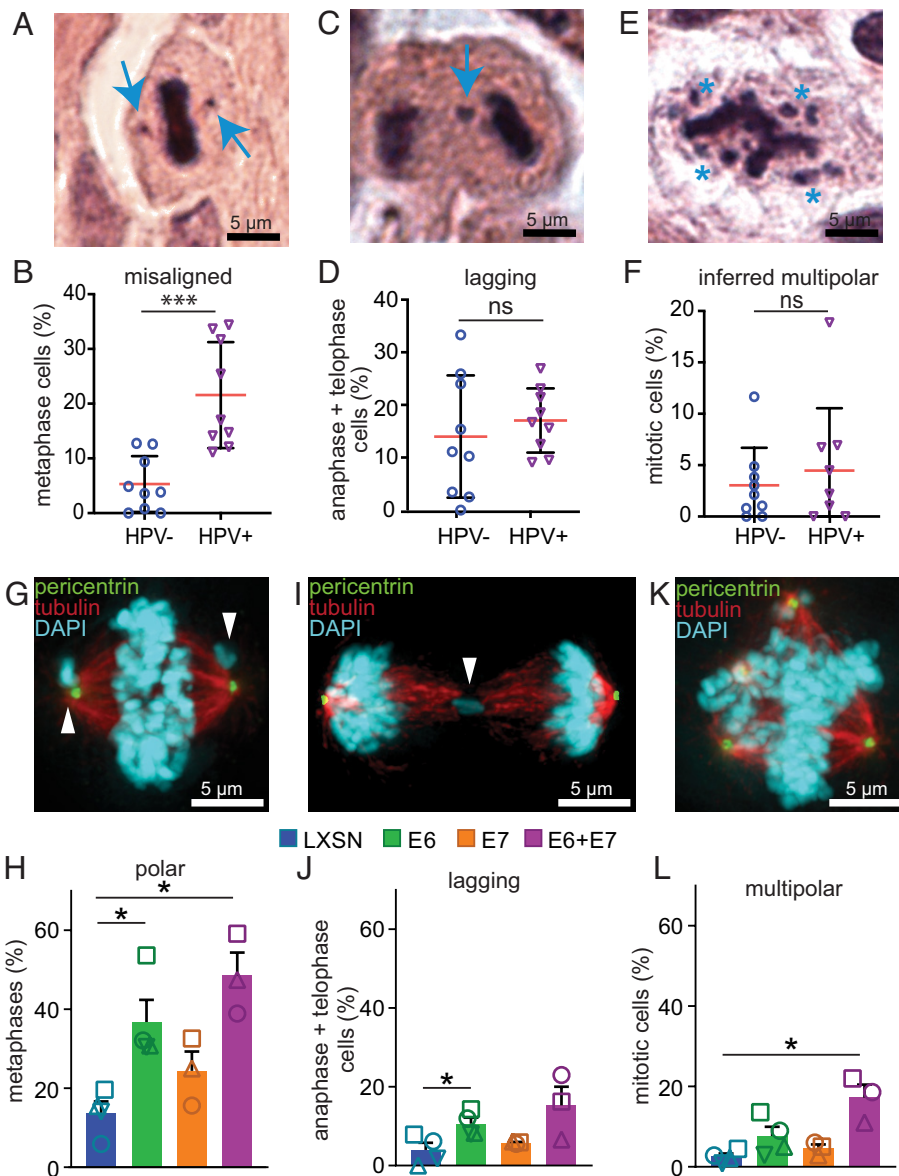 A
C
E
5 µm
5 µm
*
*
*
*
5 µm
B
misaligned
***
metaphase cells (%)
40
30
20
10
0
HPV-
HPV+
D
lagging
ns
anaphase + telophase
cells (%)
40
30
20
10
0
HPV-
HPV+
F
inferred multipolar
ns
mitotic cells (%)
20
15
10
5
0
HPV-
HPV+
G
pericentrin
tubulin
DAPI
5 µm
I
pericentrin
tubulin
DAPI
5 µm
K
pericentrin
tubulin
DAPI
5 µm
LXSN
E6
E7
E6+E7
H
polar
*
*
metaphases (%)
60
40
20
0
J
lagging
*
anaphase + telophase
cells (%)
60
40
20
0
L
multipolar
*
mitotic cells (%)
60
40
20
0